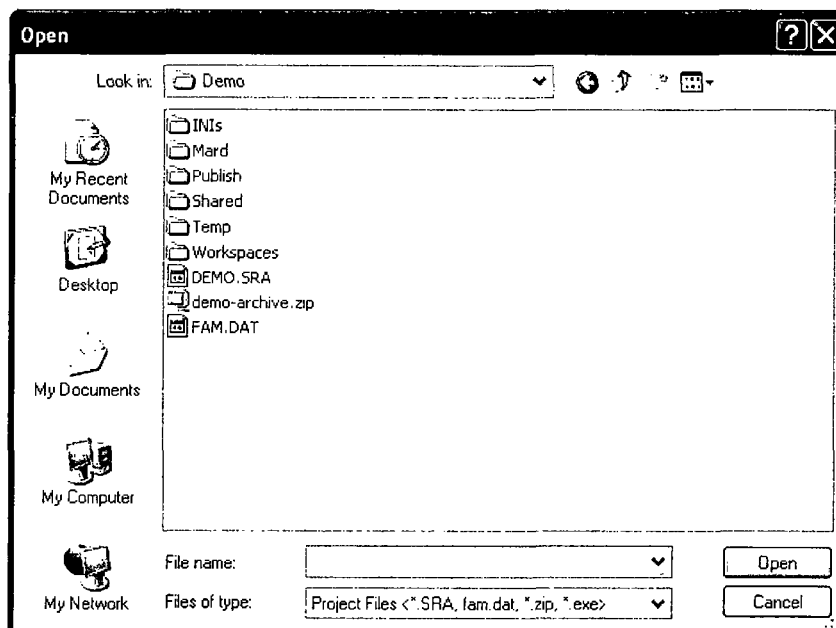 Open
Look in: Demo
My Recent
Documents
Desktop
My Documents
My Computer
My Network
INIs
Mard
Publish
Shared
Temp
Workspaces
DEMO.SRA
demo-archive.zip
FAM.DAT
File name:
Open
Files of type: Project Files <*.SRA, fam.dat, *.zip, *.exe>
Cancel